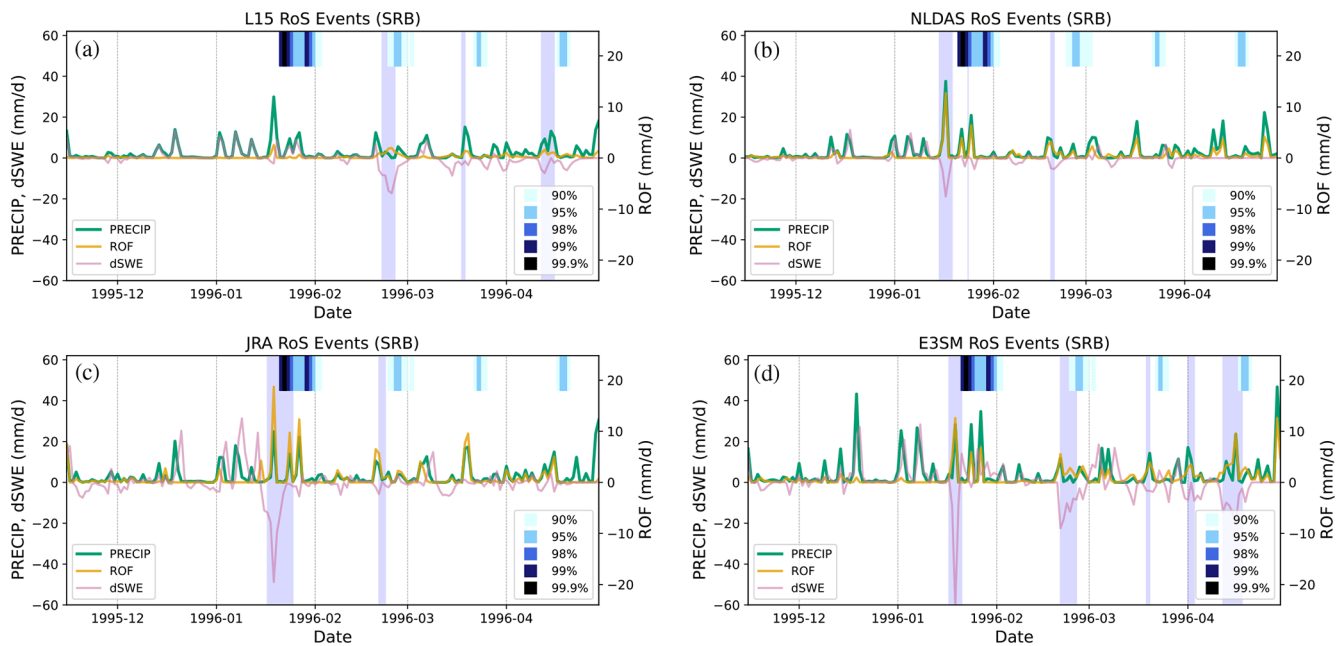 L15 RoS Events (SRB)
(a)
60
40
20
0
−20
−40
−60
PRECIP, dSWE (mm/d)
20
10
0
−10
−20
ROF (mm/d)
PRECIP
ROF
dSWE
90%
95%
98%
99%
99.9%
1995-12
1996-01
1996-02
1996-03
1996-04
Date
NLDAS RoS Events (SRB)
(b)
60
40
20
0
−20
−40
−60
PRECIP, dSWE (mm/d)
20
10
0
−10
−20
ROF (mm/d)
PRECIP
ROF
dSWE
90%
95%
98%
99%
99.9%
1995-12
1996-01
1996-02
1996-03
1996-04
Date
JRA RoS Events (SRB)
(c)
60
40
20
0
−20
−40
−60
PRECIP, dSWE (mm/d)
20
10
0
−10
−20
ROF (mm/d)
PRECIP
ROF
dSWE
90%
95%
98%
99%
99.9%
1995-12
1996-01
1996-02
1996-03
1996-04
Date
E3SM RoS Events (SRB)
(d)
60
40
20
0
−20
−40
−60
PRECIP, dSWE (mm/d)
20
10
0
−10
−20
ROF (mm/d)
PRECIP
ROF
dSWE
90%
95%
98%
99%
99.9%
1995-12
1996-01
1996-02
1996-03
1996-04
Date